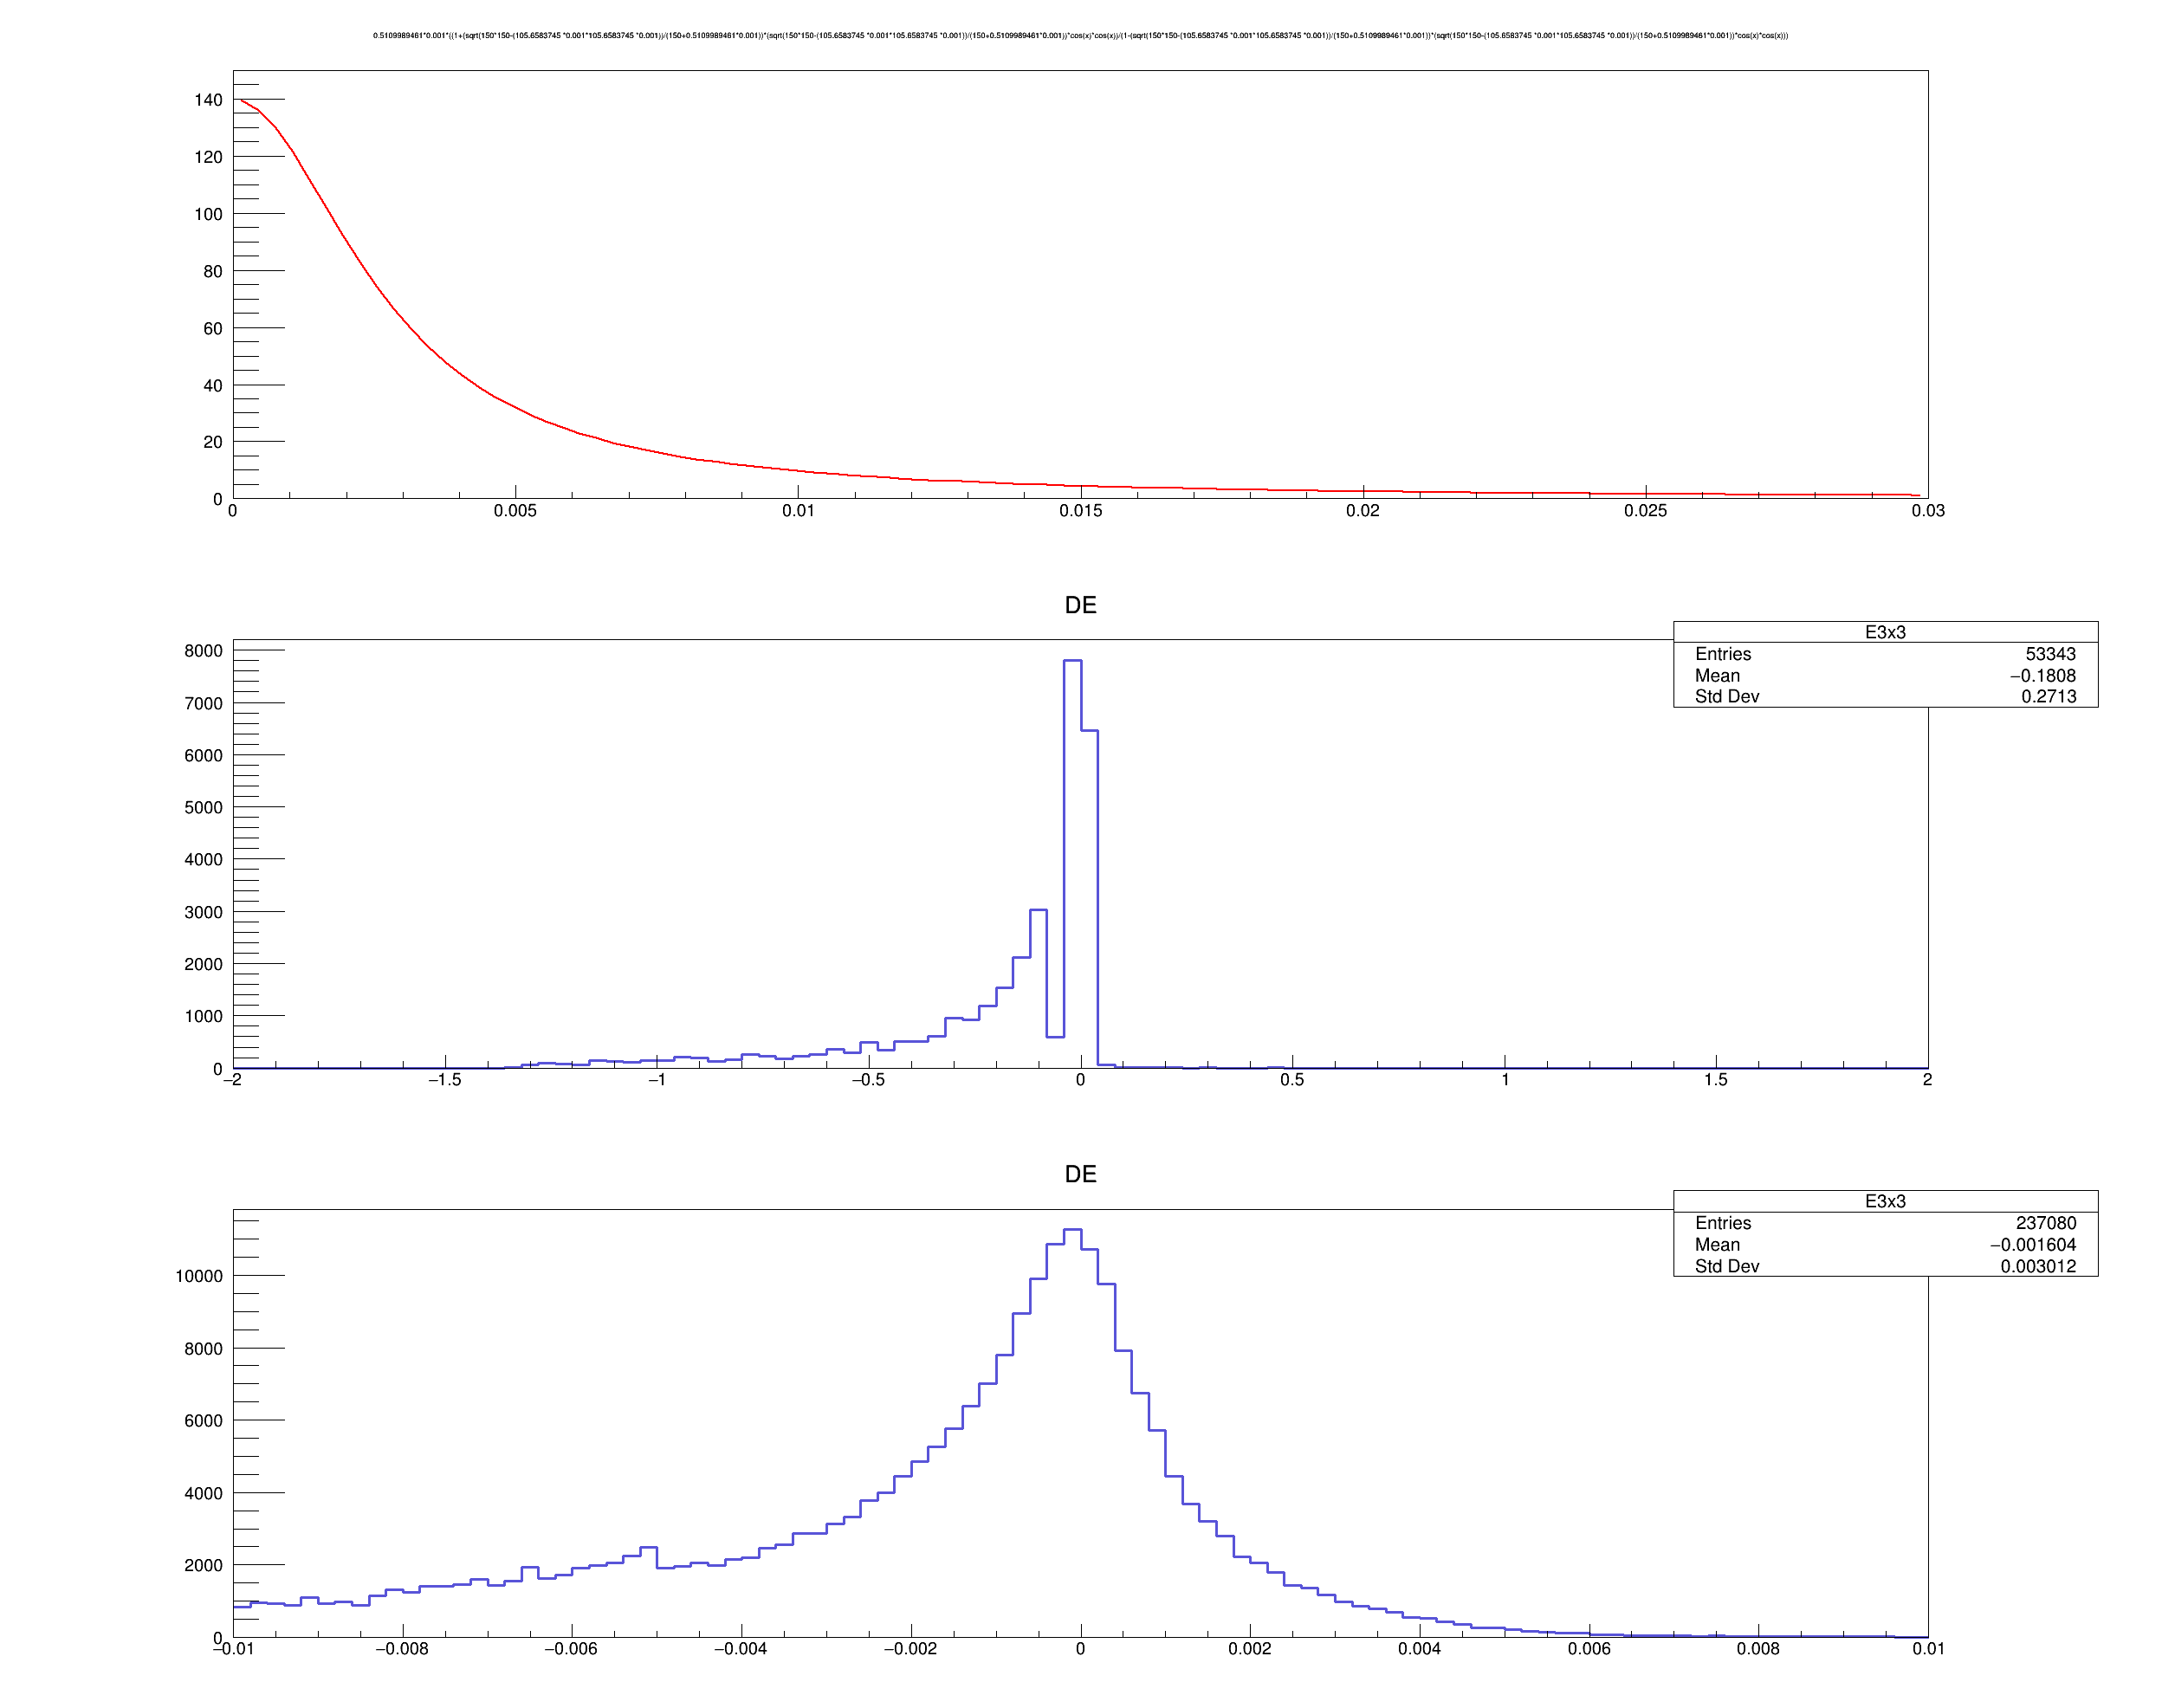 0.5109989461*0.001*((1+(sqrt(150*150-(105.6583745 *0.001*105.6583745 *0.001))/(150+0.5109989461*0.001))*(sqrt(150*150-(105.6583745 *0.001*105.6583745 *0.001))/(150+0.5109989461*0.001))*cos(x)*cos(x))/(1-(sqrt(150*150-(105.6583745 *0.001*105.6583745 *0.001))/(150+0.5109989461*0.001))*(sqrt(150*150-(105.6583745 *0.001*105.6583745 *0.001))/(150+0.5109989461*0.001))*cos(x)*cos(x)))
140
120
100
80
60
40
20
0
0 0.005 0.01 0.015 0.02 0.025 0.03
DE
E3x3
Entries 53343
Mean −0.1808
Std Dev 0.2713
8000
7000
6000
5000
4000
3000
2000
1000
0
−2 −1.5 −1 −0.5 0 0.5 1 1.5 2
DE
E3x3
Entries 237080
Mean −0.001604
Std Dev 0.003012
10000
8000
6000
4000
2000
0
−0.01 −0.008 −0.006 −0.004 −0.002 0 0.002 0.004 0.006 0.008 0.01